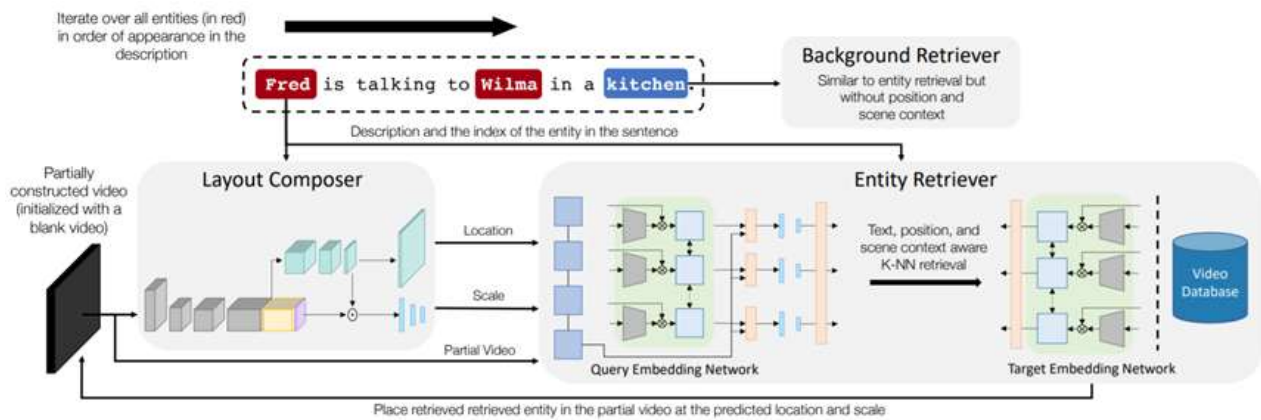 Iterate over all entities (in red)
in order of appearance in the
description
Fred is talking to Wilma in a kitchen.
Background Retriever
Similar to entity retrieval but
without position and
scene context
Description and the index of the entity in the sentence
Partially
constructed video
(initialized with a
blank video)
Layout Composer
Location
Scale
Partial Video
Entity Retriever
Query Embedding Network
Text, position, and
scene context aware
K-NN retrieval
Target Embedding Network
Video
Database
Place retrieved retrieved entity in the partial video at the predicted location and scale